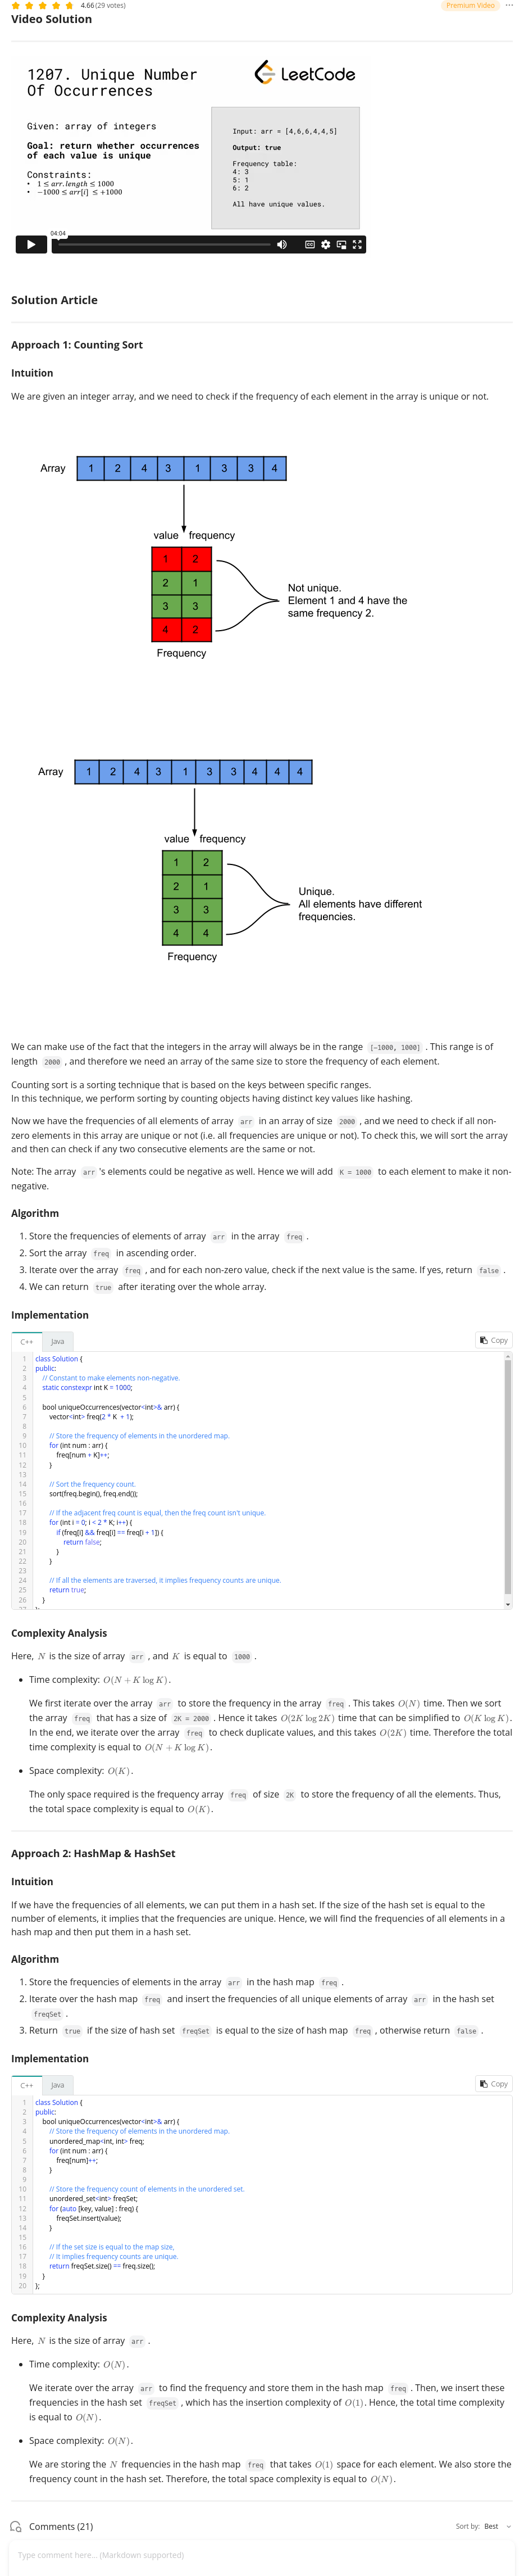 4.66 (29 votes)
Premium Video
Video Solution
1207. Unique Number
Of Occurrences
LeetCode
Given: array of integers
Goal: return whether occurrences
of each value is unique
Constraints:
• 1 ≤ arr.length ≤ 1000
• −1000 ≤ arr[i] ≤ +1000
Input: arr = [4,6,6,4,4,5]
Output: true
Frequency table:
4: 3
5: 1
6: 2
All have unique values.
04:04
Solution Article
Approach 1: Counting Sort
Intuition
We are given an integer array, and we need to check if the frequency of each element in the array is unique or not.
Array 1 2 4 3 1 3 3 4
value frequency
1 2
2 1
3 3
4 2
Frequency
Not unique.
Element 1 and 4 have the
same frequency 2.
Array 1 2 4 3 1 3 3 4 4 4
value frequency
1 2
2 1
3 3
4 4
Frequency
Unique.
All elements have different
frequencies.
We can make use of the fact that the integers in the array will always be in the range [-1000, 1000] . This range is of
length 2000 , and therefore we need an array of the same size to store the frequency of each element.
Counting sort is a sorting technique that is based on the keys between specific ranges.
In this technique, we perform sorting by counting objects having distinct key values like hashing.
Now we have the frequencies of all elements of array arr in an array of size 2000 , and we need to check if all non-
zero elements in this array are unique or not (i.e. all frequencies are unique or not). To check this, we will sort the array
and then can check if any two consecutive elements are the same or not.
Note: The array arr 's elements could be negative as well. Hence we will add K = 1000 to each element to make it non-
negative.
Algorithm
1. Store the frequencies of elements of array arr in the array freq .
2. Sort the array freq in ascending order.
3. Iterate over the array freq , and for each non-zero value, check if the next value is the same. If yes, return false .
4. We can return true after iterating over the whole array.
Implementation
C++ Java Copy
1 class Solution {
2 public:
3 // Constant to make elements non-negative.
4 static constexpr int K = 1000;
5
6 bool uniqueOccurrences(vector<int>& arr) {
7 vector<int> freq(2 * K + 1);
8
9 // Store the frequency of elements in the unordered map.
10 for (int num : arr) {
11 freq[num + K]++;
12 }
13
14 // Sort the frequency count.
15 sort(freq.begin(), freq.end());
16
17 // If the adjacent freq count is equal, then the freq count isn't unique.
18 for (int i = 0; i < 2 * K; i++) {
19 if (freq[i] && freq[i] == freq[i + 1]) {
20 return false;
21 }
22 }
23
24 // If all the elements are traversed, it implies frequency counts are unique.
25 return true;
26 }
27 };
Complexity Analysis
Here, N is the size of array arr , and K is equal to 1000 .
• Time complexity: O(N + K log K).
We first iterate over the array arr to store the frequency in the array freq . This takes O(N) time. Then we sort
the array freq that has a size of 2K = 2000 . Hence it takes O(2K log 2K) time that can be simplified to O(K log K).
In the end, we iterate over the array freq to check duplicate values, and this takes O(2K) time. Therefore the total
time complexity is equal to O(N + K log K).
• Space complexity: O(K).
The only space required is the frequency array freq of size 2K to store the frequency of all the elements. Thus,
the total space complexity is equal to O(K).
Approach 2: HashMap & HashSet
Intuition
If we have the frequencies of all elements, we can put them in a hash set. If the size of the hash set is equal to the
number of elements, it implies that the frequencies are unique. Hence, we will find the frequencies of all elements in a
hash map and then put them in a hash set.
Algorithm
1. Store the frequencies of elements in the array arr in the hash map freq .
2. Iterate over the hash map freq and insert the frequencies of all unique elements of array arr in the hash set
freqSet .
3. Return true if the size of hash set freqSet is equal to the size of hash map freq , otherwise return false .
Implementation
C++ Java Copy
1 class Solution {
2 public:
3 bool uniqueOccurrences(vector<int>& arr) {
4 // Store the frequency of elements in the unordered map.
5 unordered_map<int, int> freq;
6 for (int num : arr) {
7 freq[num]++;
8 }
9
10 // Store the frequency count of elements in the unordered set.
11 unordered_set<int> freqSet;
12 for (auto [key, value] : freq) {
13 freqSet.insert(value);
14 }
15
16 // If the set size is equal to the map size,
17 // It implies frequency counts are unique.
18 return freqSet.size() == freq.size();
19 }
20 };
Complexity Analysis
Here, N is the size of array arr .
• Time complexity: O(N).
We iterate over the array arr to find the frequency and store them in the hash map freq . Then, we insert these
frequencies in the hash set freqSet , which has the insertion complexity of O(1). Hence, the total time complexity
is equal to O(N).
• Space complexity: O(N).
We are storing the N frequencies in the hash map freq that takes O(1) space for each element. We also store the
frequency count in the hash set. Therefore, the total space complexity is equal to O(N).
Comments (21)
Sort by: Best
Type comment here... (Markdown supported)